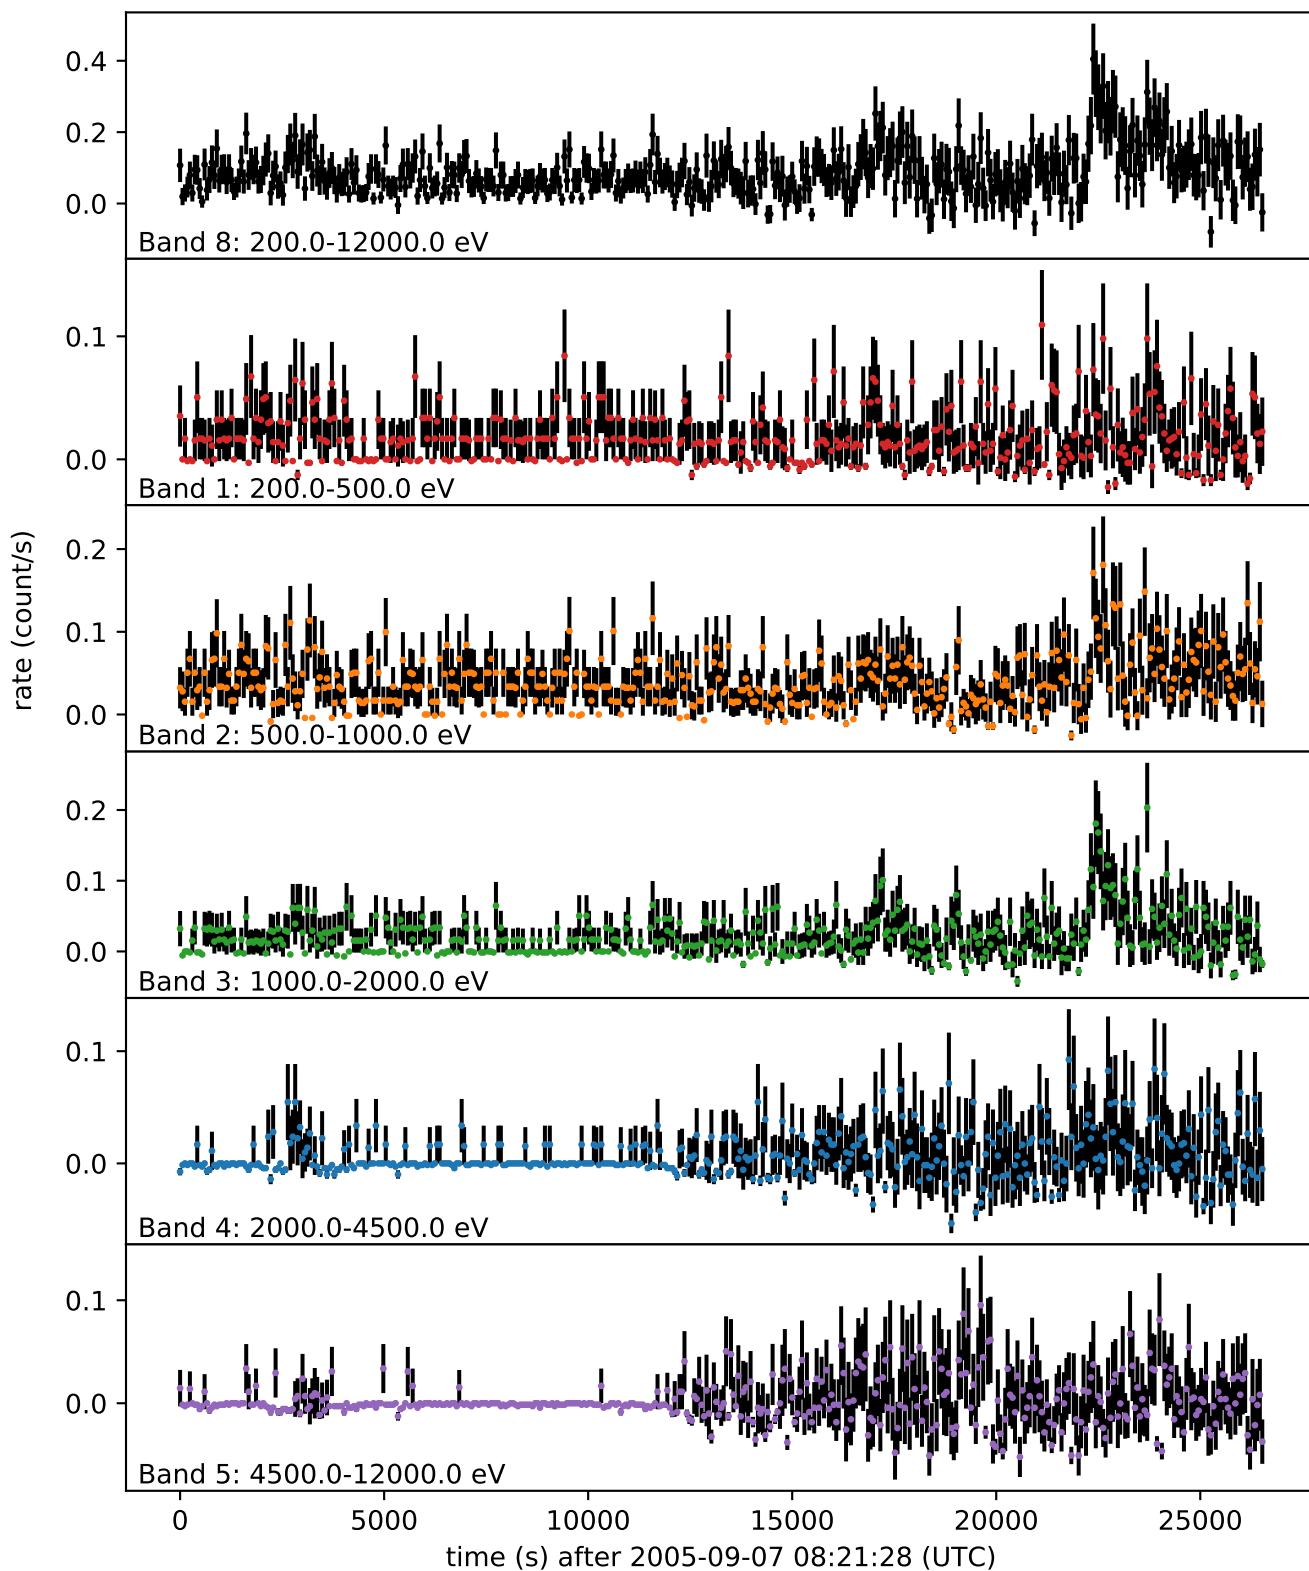 0.4
0.2
0.0
Band 8: 200.0-12000.0 eV
0.1
0.0
Band 1: 200.0-500.0 eV
rate (count/s)
0.2
0.1
0.0
Band 2: 500.0-1000.0 eV
0.2
0.1
0.0
Band 3: 1000.0-2000.0 eV
0.1
0.0
Band 4: 2000.0-4500.0 eV
0.1
0.0
Band 5: 4500.0-12000.0 eV
0 5000 10000 15000 20000 25000
time (s) after 2005-09-07 08:21:28 (UTC)